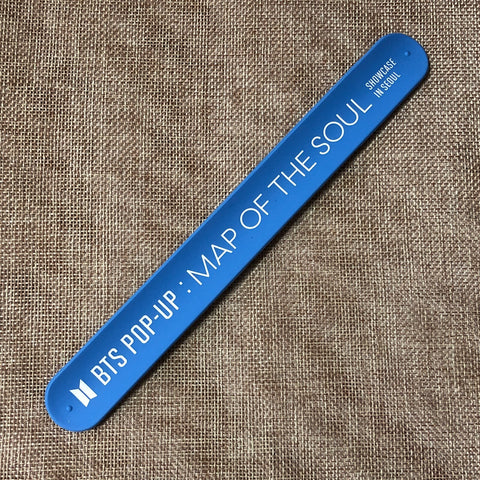 BTS POP-UP : MAP OF THE SOUL
SHOWCASE
IN SEOUL